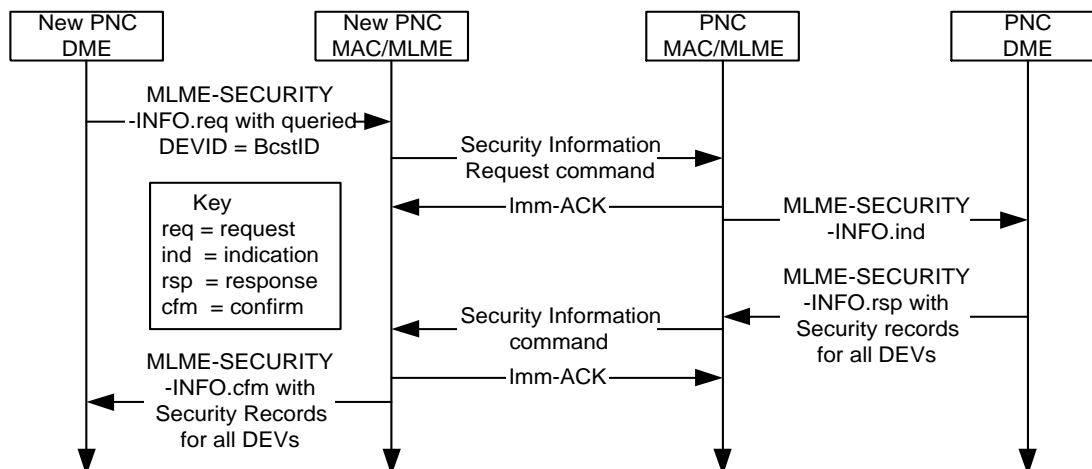 New PNC
DME
New PNC
MAC/MLME
PNC
MAC/MLME
PNC
DME
MLME-SECURITY
-INFO.req with queried
DEVID = BcstID
Security Information
Request command
Imm-ACK
MLME-SECURITY
-INFO.ind
Key
req = request
ind = indication
rsp = response
cfm = confirm
MLME-SECURITY
-INFO.rsp with
Security records
for all DEVs
Security Information
command
Imm-ACK
MLME-SECURITY
-INFO.cfm with
Security Records
for all DEVs